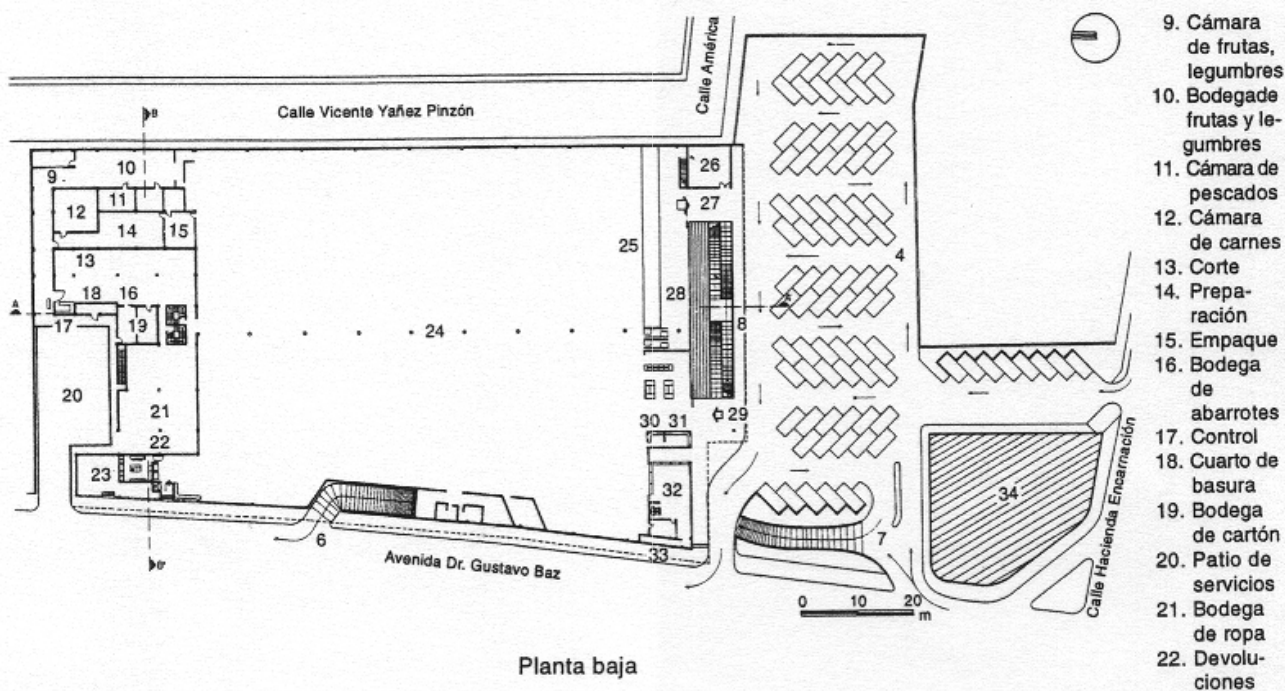 Calle Vicente Yañez Pinzón
Calle América
B
10
9
11
12
14
15
13
18
16
A
17
19
20
21
22
23
B'
24
25
26
27
28
8
A'
4
29
30
31
32
33
6
Avenida Dr. Gustavo Baz
7
34
Calle Hacienda Encarnación
0 10 20
m
Planta baja
9. Cámara
de frutas,
legumbres
10. Bodegade
frutas y le-
gumbres
11. Cámara de
pescados
12. Cámara
de carnes
13. Corte
14. Prepa-
ración
15. Empaque
16. Bodega
de
abarrotes
17. Control
18. Cuarto de
basura
19. Bodega
de cartón
20. Patio de
servicios
21. Bodega
de ropa
22. Devolu-
ciones